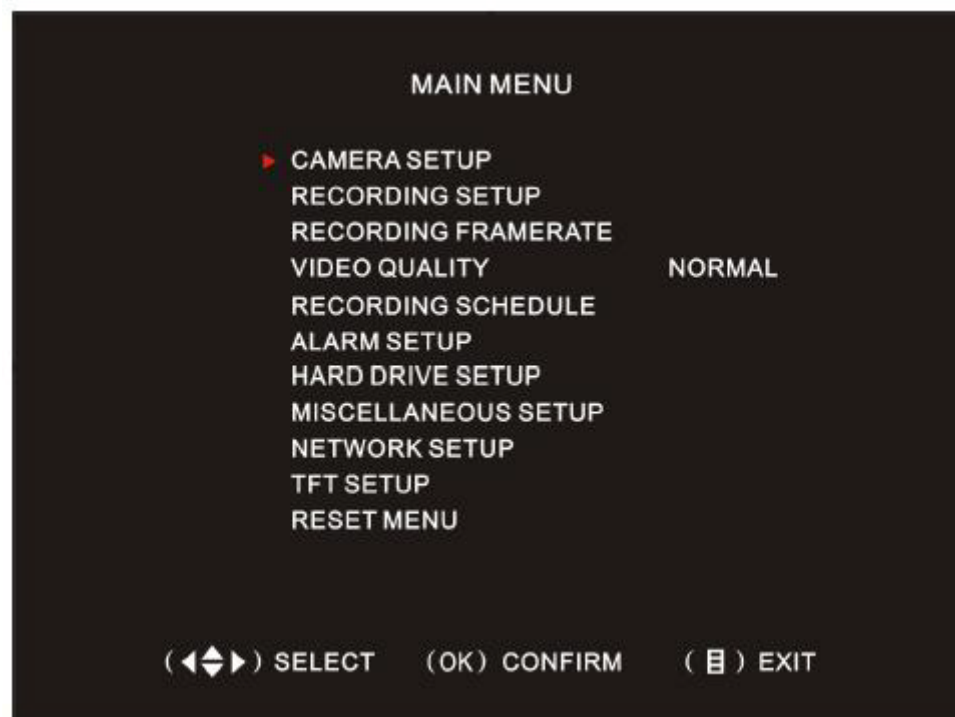 MAIN MENU
CAMERA SETUP
RECORDING SETUP
RECORDING FRAMERATE
VIDEO QUALITY NORMAL
RECORDING SCHEDULE
ALARM SETUP
HARD DRIVE SETUP
MISCELLANEOUS SETUP
NETWORK SETUP
TFT SETUP
RESET MENU
( ) SELECT (OK) CONFIRM ( ) EXIT